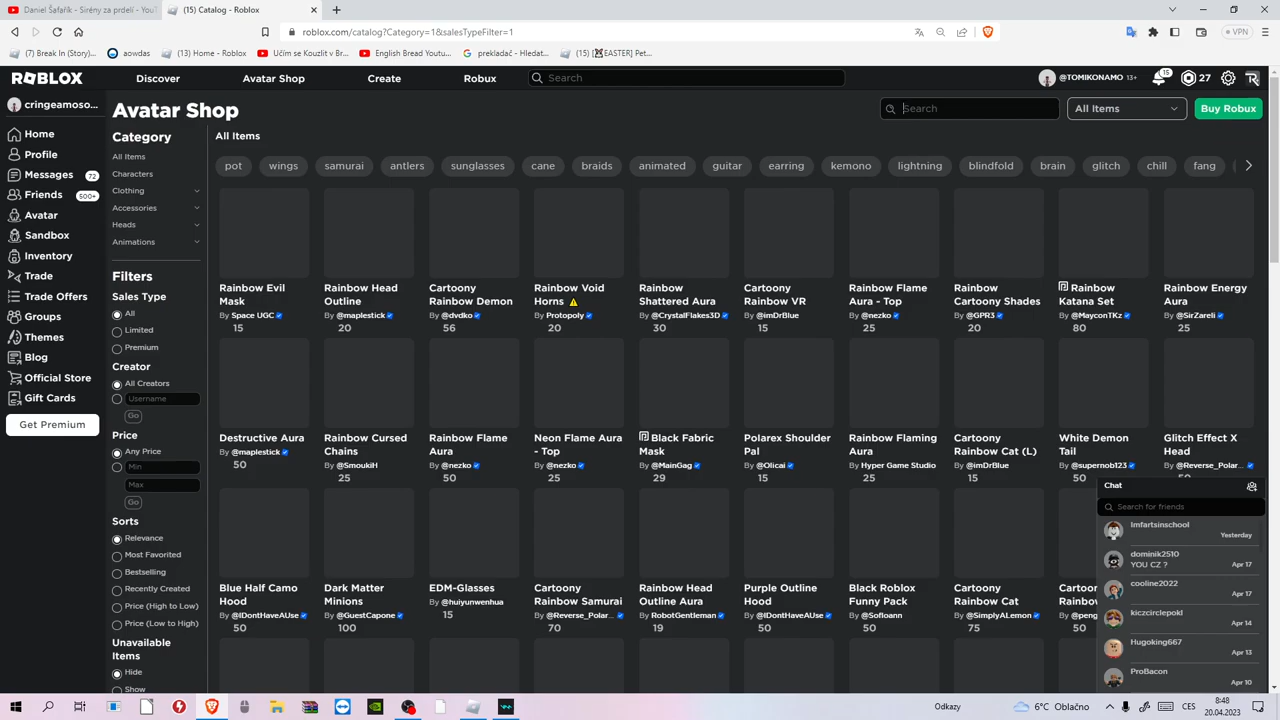 Daniel Šafařík - Sirény za prdelí - YouT
(15) Catalog - Roblox
roblox.com/catalog?Category=1&salesTypeFilter=1
VPN
(7) Break In (Story)...
aowdas
(13) Home - Roblox
Učím se Kouzlit v Br...
English Bread Youtu...
prekladač - Hledat...
(15) [EASTER] Pet...
ROBLOX
Discover
Avatar Shop
Create
Robux
Search
@TOMIKONAMO 13+
15
27
cringeamoso...
Home
Profile
Messages 72
Friends 500+
Avatar
Sandbox
Inventory
Trade
Trade Offers
Groups
Themes
Blog
Official Store
Gift Cards
Get Premium
Avatar Shop
Search
All Items
Buy Robux
Category
All Items
Characters
Clothing
Accessories
Heads
Animations
Filters
Sales Type
All
Limited
Premium
Creator
All Creators
Username
Go
Price
Any Price
Min
Max
Go
Sorts
Relevance
Most Favorited
Bestselling
Recently Created
Price (High to Low)
Price (Low to High)
Unavailable
Items
Hide
Show
All Items
pot wings samurai antlers sunglasses cane braids animated guitar earring kemono lightning blindfold brain glitch chill fang
Rainbow Evil
Mask
By Space UGC
15
Rainbow Head
Outline
By @maplestick
20
Cartoony
Rainbow Demon
By @dvdko
56
Rainbow Void
Horns
By Protopoly
20
Rainbow
Shattered Aura
By @CrystalFlakes3D
30
Cartoony
Rainbow VR
By @imDrBlue
15
Rainbow Flame
Aura - Top
By @nezko
25
Rainbow
Cartoony Shades
By @GPR3
20
Rainbow
Katana Set
By @MayconTKz
80
Rainbow Energy
Aura
By @SirZareli
25
Destructive Aura
By @maplestick
50
Rainbow Cursed
Chains
By @SmoukiH
25
Rainbow Flame
Aura
By @nezko
50
Neon Flame Aura
- Top
By @nezko
25
Black Fabric
Mask
By @MainGag
29
Polarex Shoulder
Pal
By @Olicai
15
Rainbow Flaming
Aura
By Hyper Game Studio
25
Cartoony
Rainbow Cat (L)
By @imDrBlue
15
White Demon
Tail
By @supernob123
50
Glitch Effect X
Head
By @Reverse_Polar...
50
Blue Half Camo
Hood
By @IDontHaveAUse
50
Dark Matter
Minions
By @GuestCapone
100
EDM-Glasses
By @huiyunwenhua
15
Cartoony
Rainbow Samurai
By @Reverse_Polar...
70
Rainbow Head
Outline Aura
By RobotGentleman
19
Purple Outline
Hood
By @IDontHaveAUse
50
Black Roblox
Funny Pack
By @Sofloann
50
Cartoony
Rainbow Cat
By @SimplyALemon
75
Chat
Search for friends
Imfartsinschool
Yesterday
dominik2510
YOU CZ ?
Apr 17
cooline2022
Apr 17
kiczcirclepokl
Apr 14
Hugoking667
Apr 13
ProBacon
Apr 10
Odkazy
6°C Oblačno
CES
8:48
20.04.2023